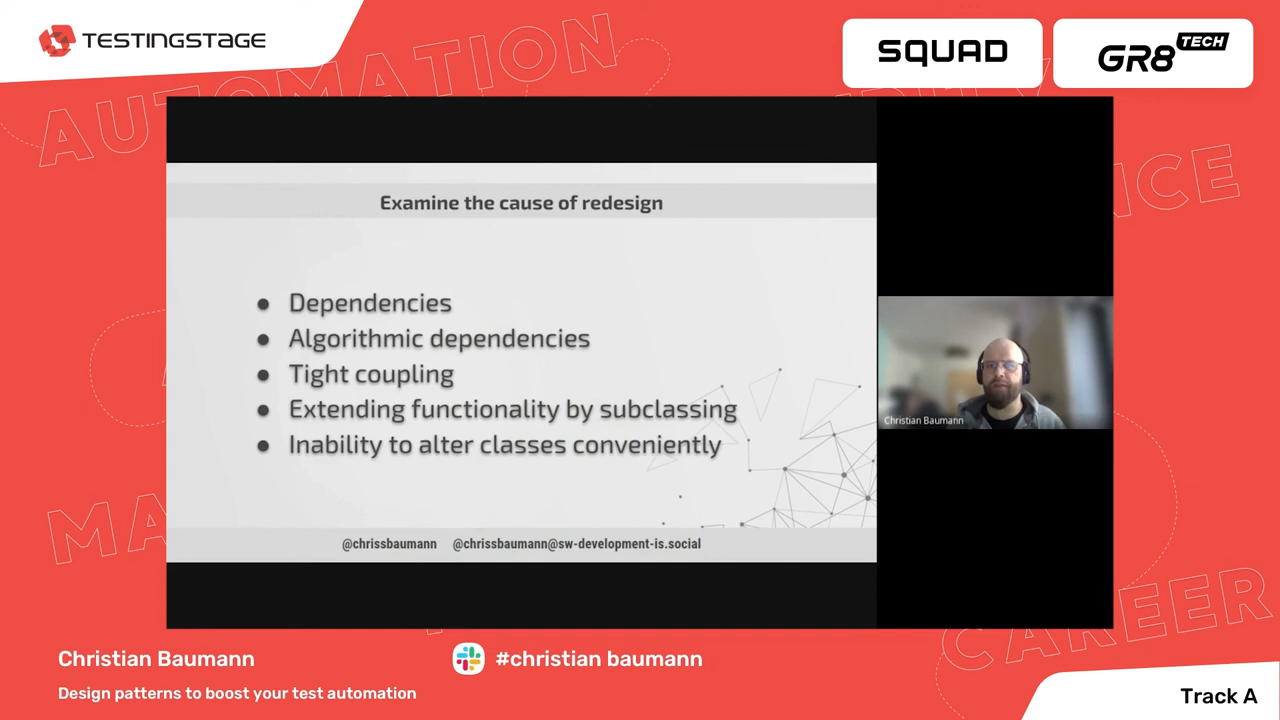 TESTINGSTAGE
SQUAD
GR8 TECH
AUTOMATION
Examine the cause of redesign
● Dependencies
● Algorithmic dependencies
● Tight coupling
● Extending functionality by subclassing
● Inability to alter classes conveniently
@chrissbaumann @chrissbaumann@sw-development-is.social
Christian Baumann
CAREER
Christian Baumann
#christian baumann
Design patterns to boost your test automation
Track A